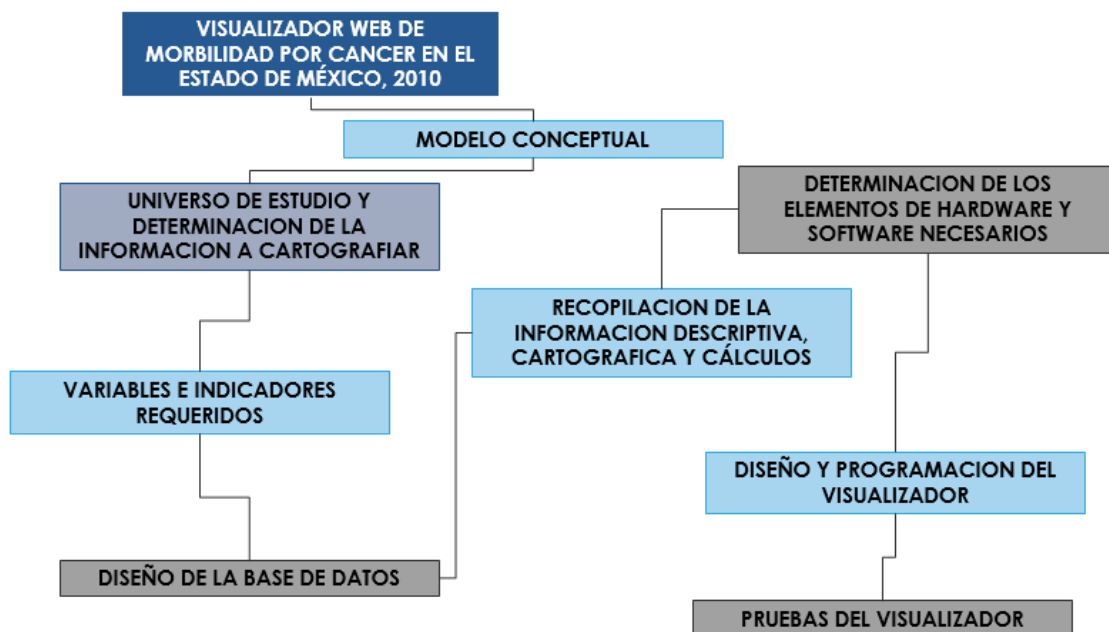 VISUALIZADOR WEB DE
MORBILIDAD POR CANCER EN EL
ESTADO DE MÉXICO, 2010
MODELO CONCEPTUAL
UNIVERSO DE ESTUDIO Y
DETERMINACION DE LA
INFORMACION A CARTOGRAFIAR
VARIABLES E INDICADORES
REQUERIDOS
DISEÑO DE LA BASE DE DATOS
RECOPILACION DE LA
INFORMACION DESCRIPTIVA,
CARTOGRAFICA Y CÁLCULOS
DETERMINACION DE LOS
ELEMENTOS DE HARDWARE Y
SOFTWARE NECESARIOS
DISEÑO Y PROGRAMACION DEL
VISUALIZADOR
PRUEBAS DEL VISUALIZADOR